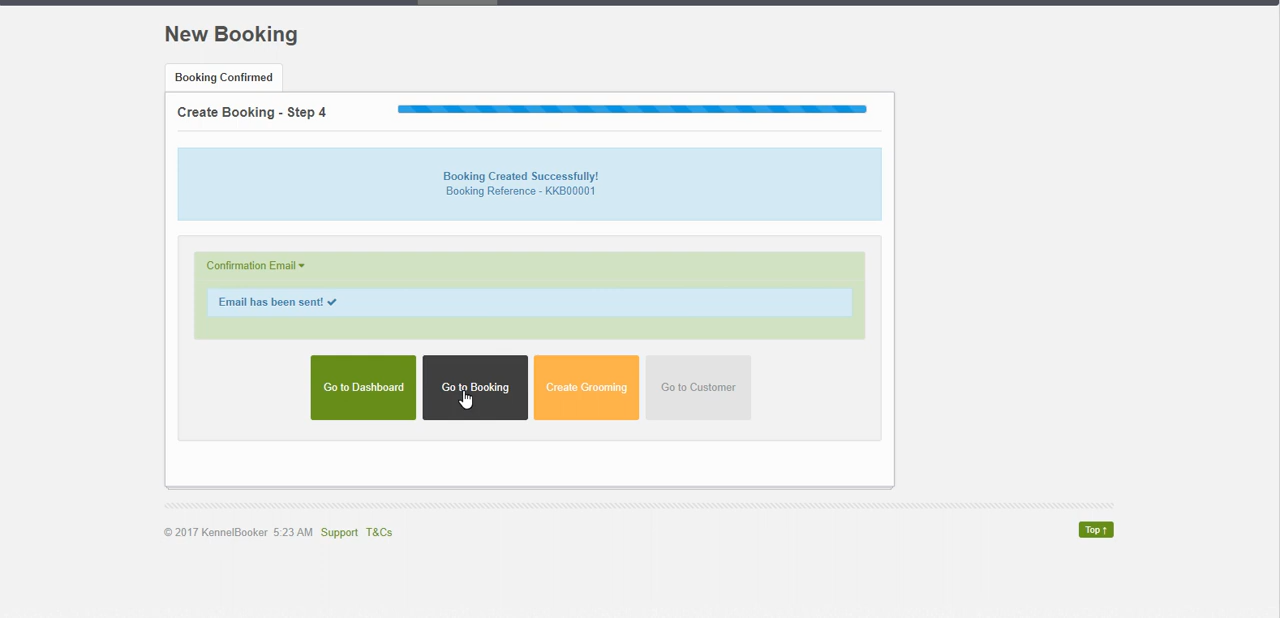 New Booking
Booking Confirmed
Create Booking - Step 4
Booking Created Successfully!
Booking Reference - KKB00001
Confirmation Email
Email has been sent!
Go to Dashboard
Go to Booking
Create Grooming
Go to Customer
© 2017 KennelBooker 5:23 AM Support T&Cs
Top ↑